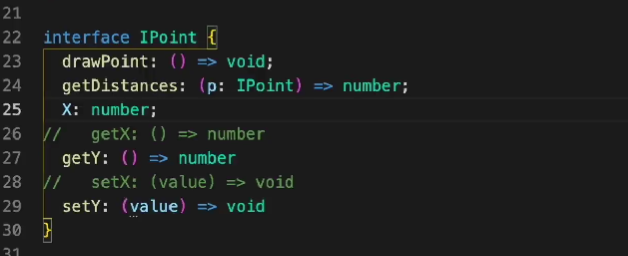 21
22 interface IPoint {
23   drawPoint: () => void;
24   getDistances: (p: IPoint) => number;
25   X: number;
26 //   getX: () => number
27   getY: () => number
28 //   setX: (value) => void
29   setY: (value) => void
30 }
31